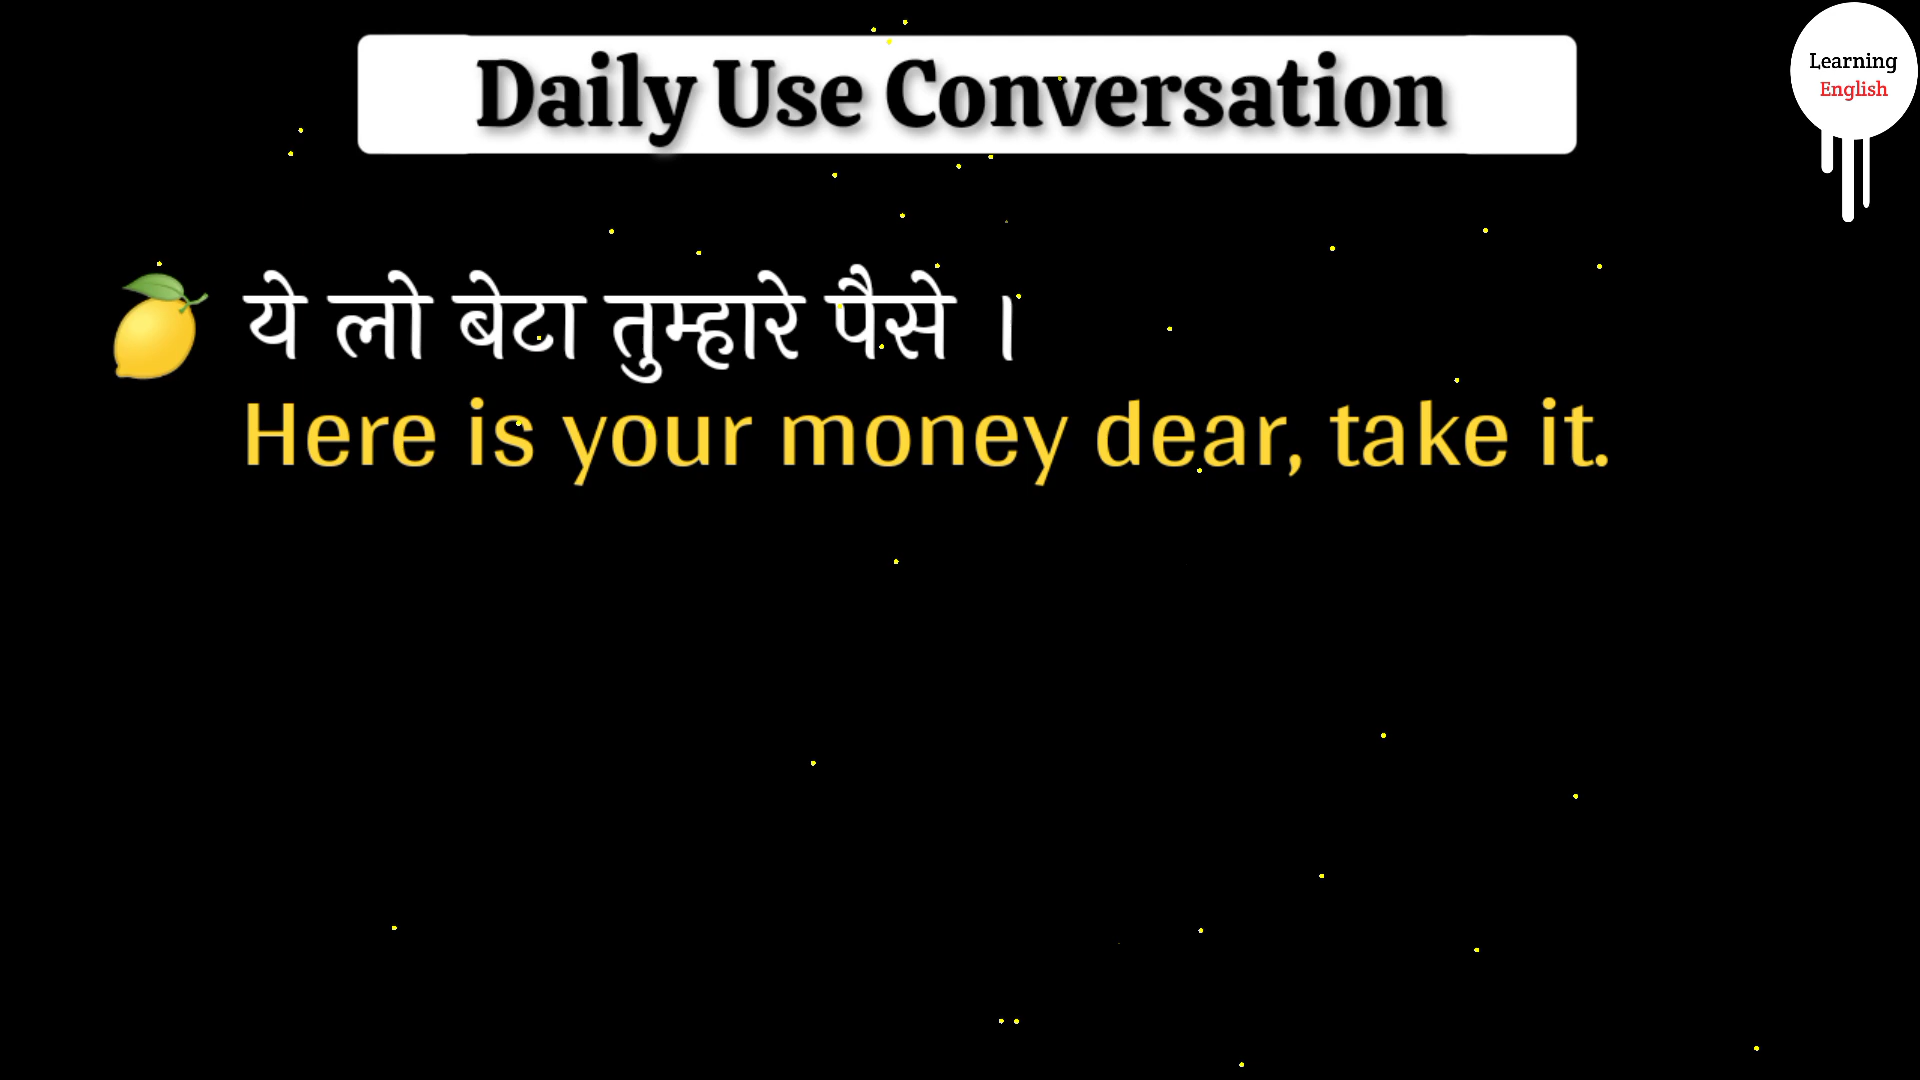 Daily Use Conversation
Learning
English
ये लो बेटा तुम्हारे पैसे ।
Here is your money dear, take it.